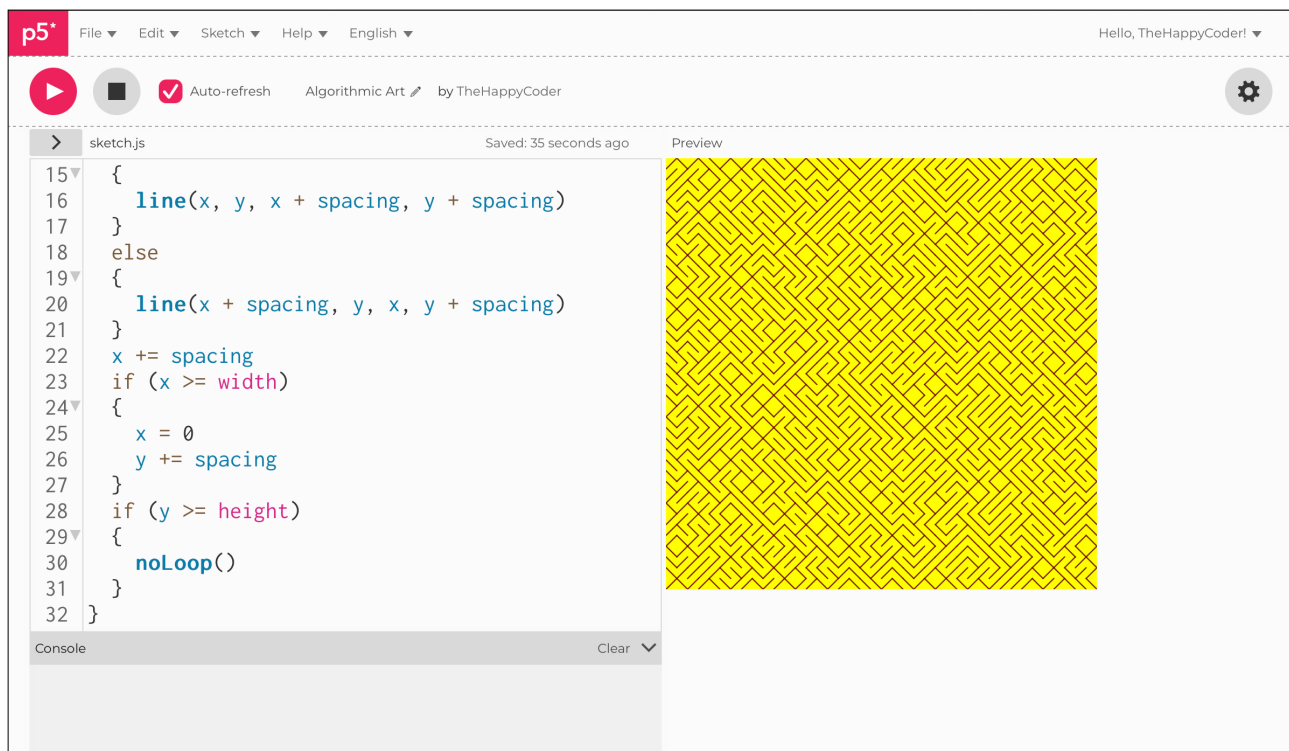 p5* File Edit Sketch Help English Hello, TheHappyCoder!
Auto-refresh Algorithmic Art by TheHappyCoder
> sketch.js Saved: 35 seconds ago Preview
15 {
16 line(x, y, x + spacing, y + spacing)
17 }
18 else
19 {
20 line(x + spacing, y, x, y + spacing)
21 }
22 x += spacing
23 if (x >= width)
24 {
25 x = 0
26 y += spacing
27 }
28 if (y >= height)
29 {
30 noLoop()
31 }
32 }
Console Clear